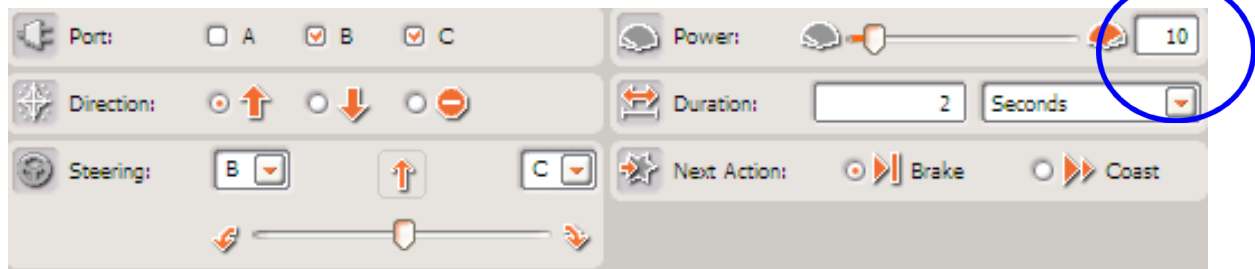 Port: A B C
Direction:
Steering: B C
Power: 10
Duration: 2 Seconds
Next Action: Brake Coast